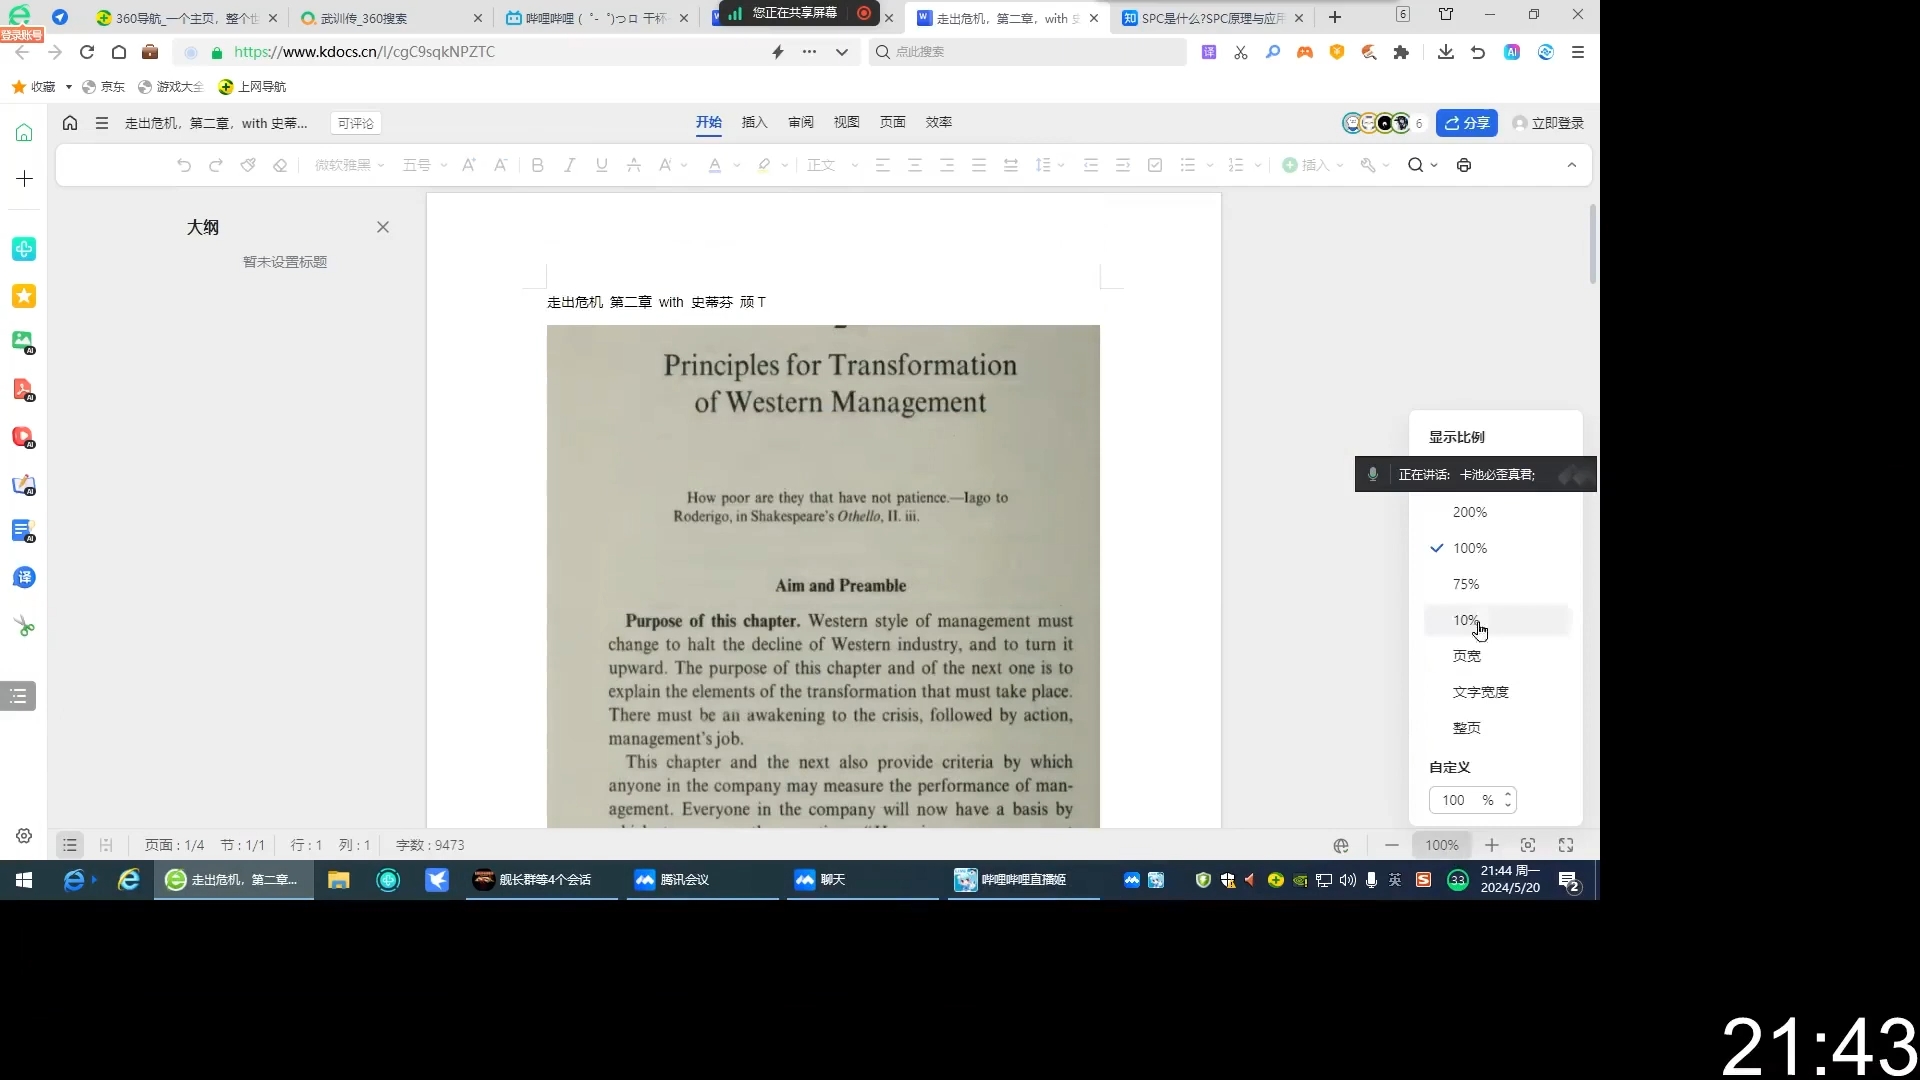 360导航_一个主页，整个世
武训传_360搜索
哔哩哔哩 (゜-゜)つロ 干杯
您正在共享屏幕
走出危机，第二章，with 史
SPC是什么?SPC原理与应用
6
登录账号
https://www.kdocs.cn/l/cgC9sqkNPZTC
点此搜索
收藏
京东
游戏大全
上网导航
走出危机，第二章，with 史蒂...
可评论
开始
插入
审阅
视图
页面
效率
6
分享
立即登录
微软雅黑
五号
正文
插入
大纲
暂未设置标题
走出危机 第二章 with 史蒂芬 顽 T
Principles for Transformation
of Western Management
How poor are they that have not patience.—Iago to
Roderigo, in Shakespeare's Othello, II. iii.
Aim and Preamble
Purpose of this chapter. Western style of management must
change to halt the decline of Western industry, and to turn it
upward. The purpose of this chapter and of the next one is to
explain the elements of the transformation that must take place.
There must be an awakening to the crisis, followed by action,
management's job.
This chapter and the next also provide criteria by which
anyone in the company may measure the performance of man-
agement. Everyone in the company will now have a basis by
显示比例
正在讲话: 卡池必歪真君;
200%
100%
75%
10%
页宽
文字宽度
整页
自定义
100 %
页面 : 1/4
节 : 1/1
行 : 1
列 : 1
字数 : 9473
100%
走出危机，第二章...
舰长群等4个会话
腾讯会议
聊天
哔哩哔哩直播姬
英
33
21:44 周一
2024/5/20
2
21:43